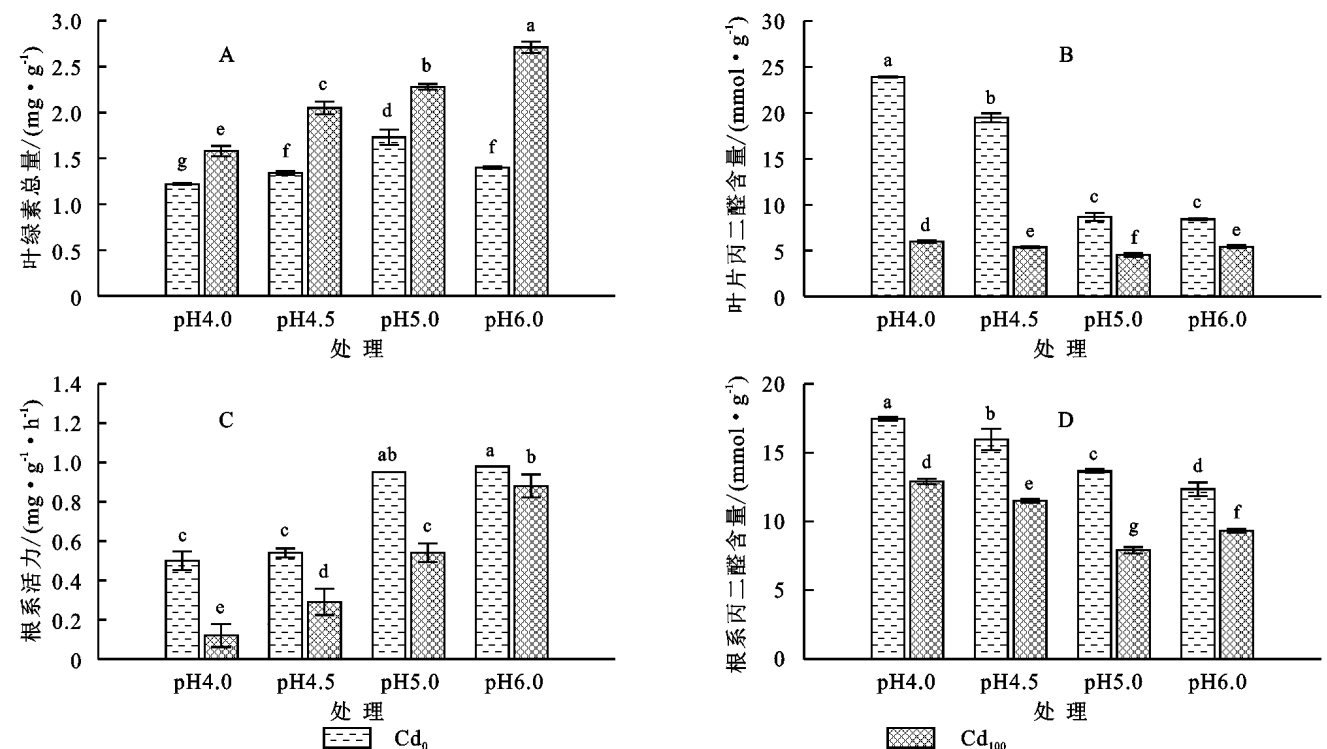 叶绿素总量/(mg·g⁻¹)
3.0
2.5
2.0
1.5
1.0
0.5
0
A
g e f c d b f a
pH4.0 pH4.5 pH5.0 pH6.0
处 理
叶片丙二醛含量/(mmol·g⁻¹)
30
25
20
15
10
5
0
B
a d b e c f c e
pH4.0 pH4.5 pH5.0 pH6.0
处 理
根系活力/(mg·g⁻¹·h⁻¹)
1.4
1.2
1.0
0.8
0.6
0.4
0.2
0
C
c e c d ab c a b
pH4.0 pH4.5 pH5.0 pH6.0
处 理
根系丙二醛含量/(mmol·g⁻¹)
20
15
10
5
0
D
a d b e c g d f
pH4.0 pH4.5 pH5.0 pH6.0
处 理
Cd₀
Cd₁₀₀